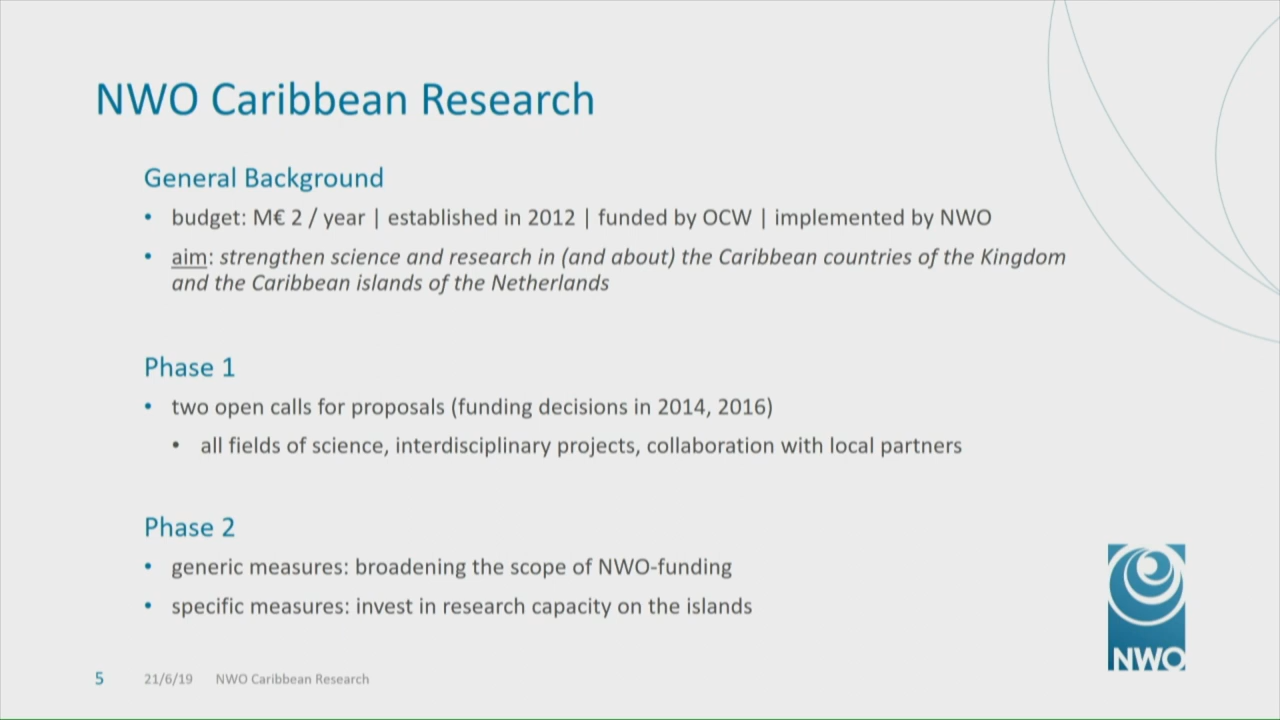 NWO Caribbean Research
General Background
• budget: M€ 2 / year | established in 2012 | funded by OCW | implemented by NWO
• aim: strengthen science and research in (and about) the Caribbean countries of the Kingdom
and the Caribbean islands of the Netherlands
Phase 1
• two open calls for proposals (funding decisions in 2014, 2016)
• all fields of science, interdisciplinary projects, collaboration with local partners
Phase 2
• generic measures: broadening the scope of NWO-funding
• specific measures: invest in research capacity on the islands
NWO
5 21/6/19 NWO Caribbean Research